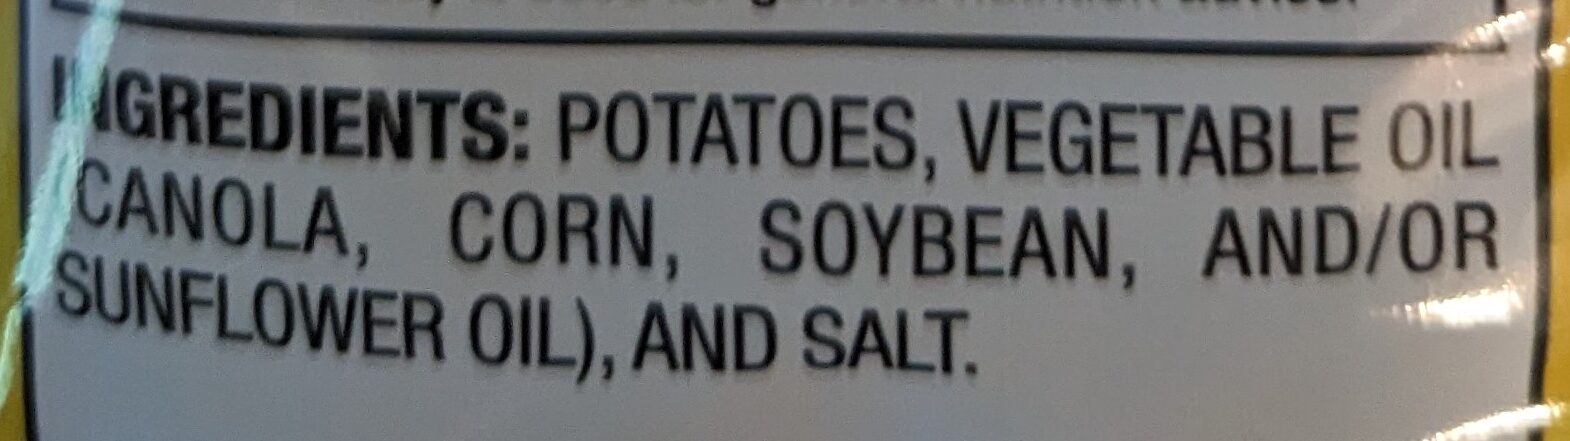 INGREDIENTS: POTATOES, VEGETABLE OIL
CANOLA, CORN, SOYBEAN, AND/OR
SUNFLOWER OIL), AND SALT.